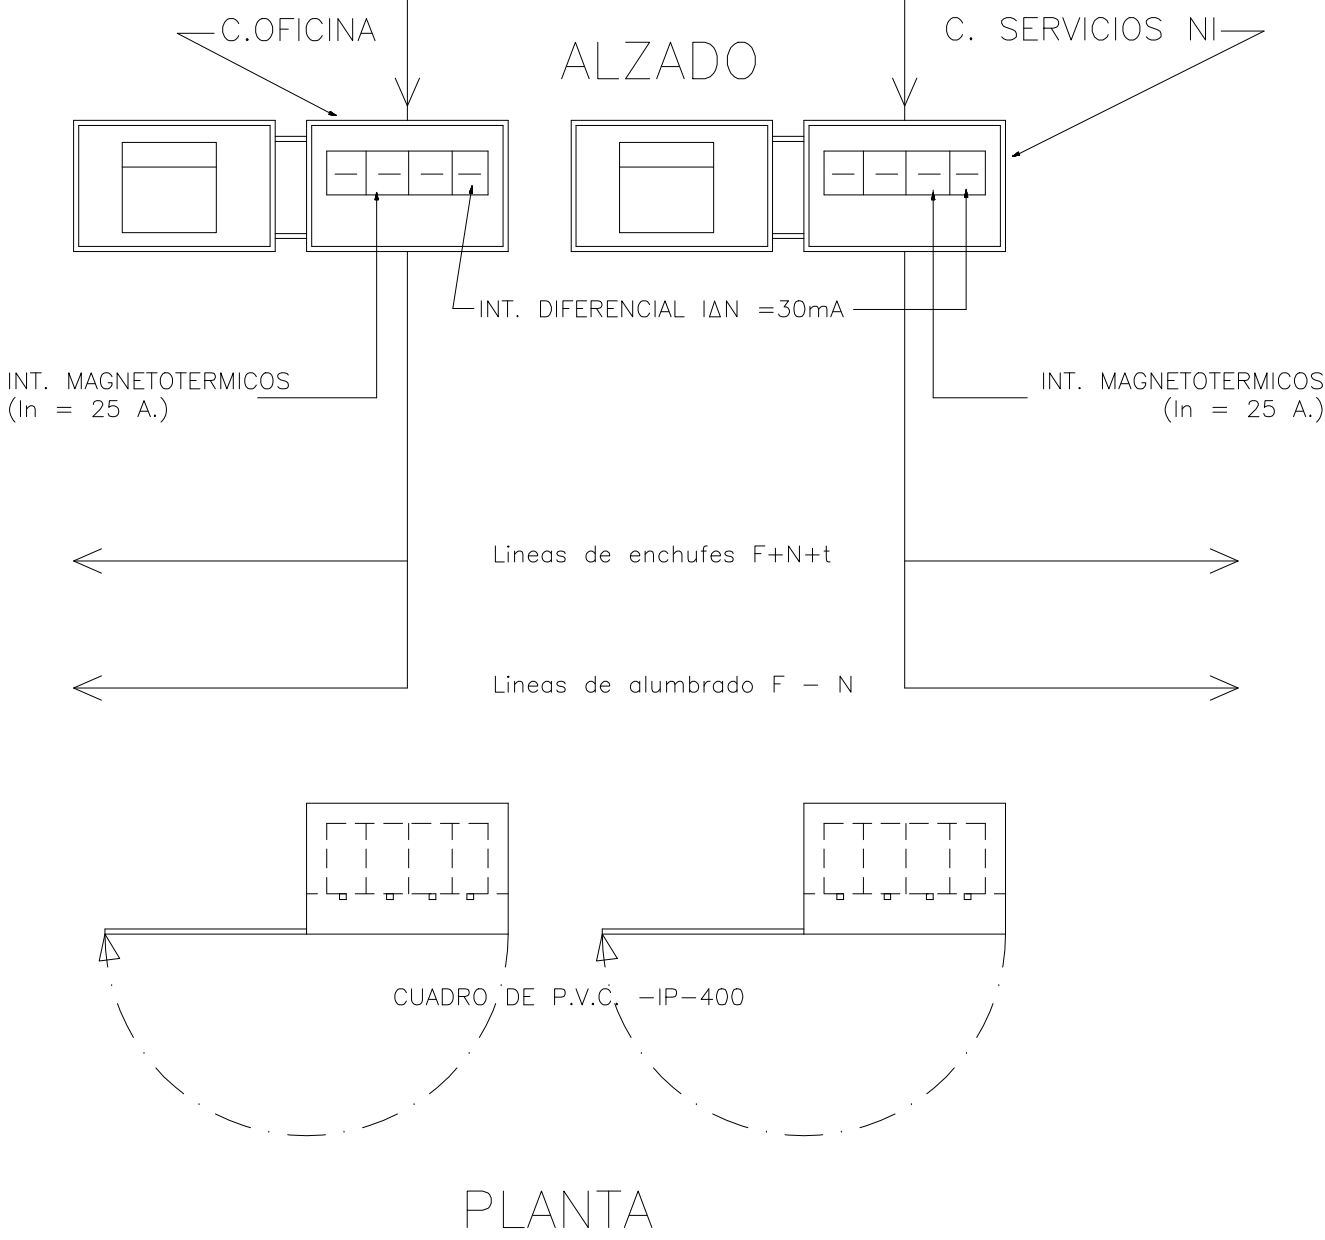 C.OFICINA
ALZADO
C. SERVICIOS NI
INT. DIFERENCIAL IΔN =30mA
INT. MAGNETOTERMICOS
(In = 25 A.)
INT. MAGNETOTERMICOS
(In = 25 A.)
Lineas de enchufes F+N+t
Lineas de alumbrado F - N
CUADRO DE P.V.C. -IP-400
PLANTA